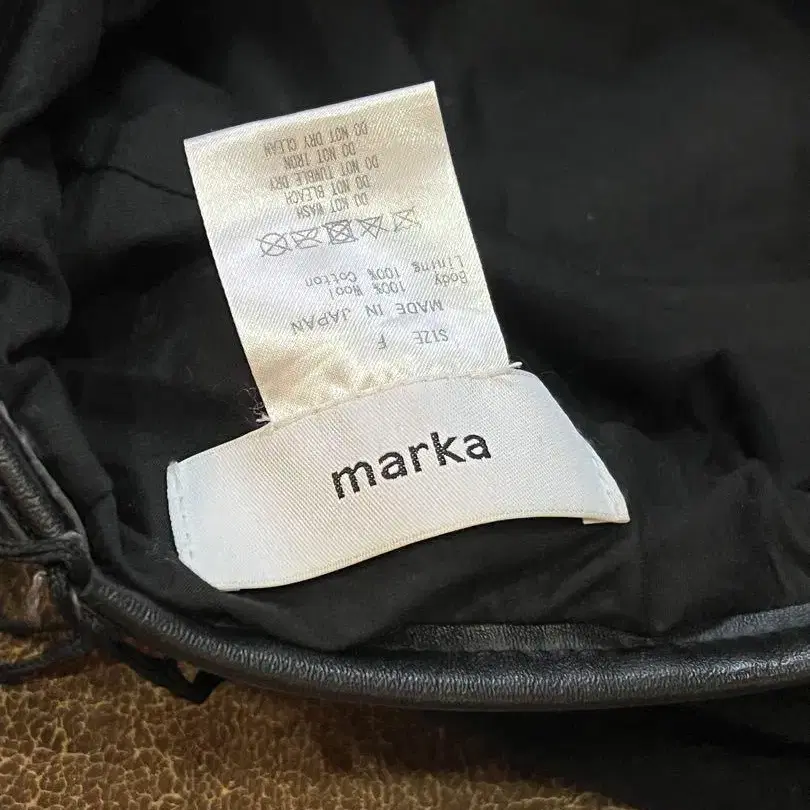 marka
SIZE F
MADE IN JAPAN
Body 100% Wool
Lining 100% Cotton
DO NOT WASH
DO NOT BLEACH
DO NOT TUMBLE DRY
DO NOT IRON
DO NOT DRY CLEAN